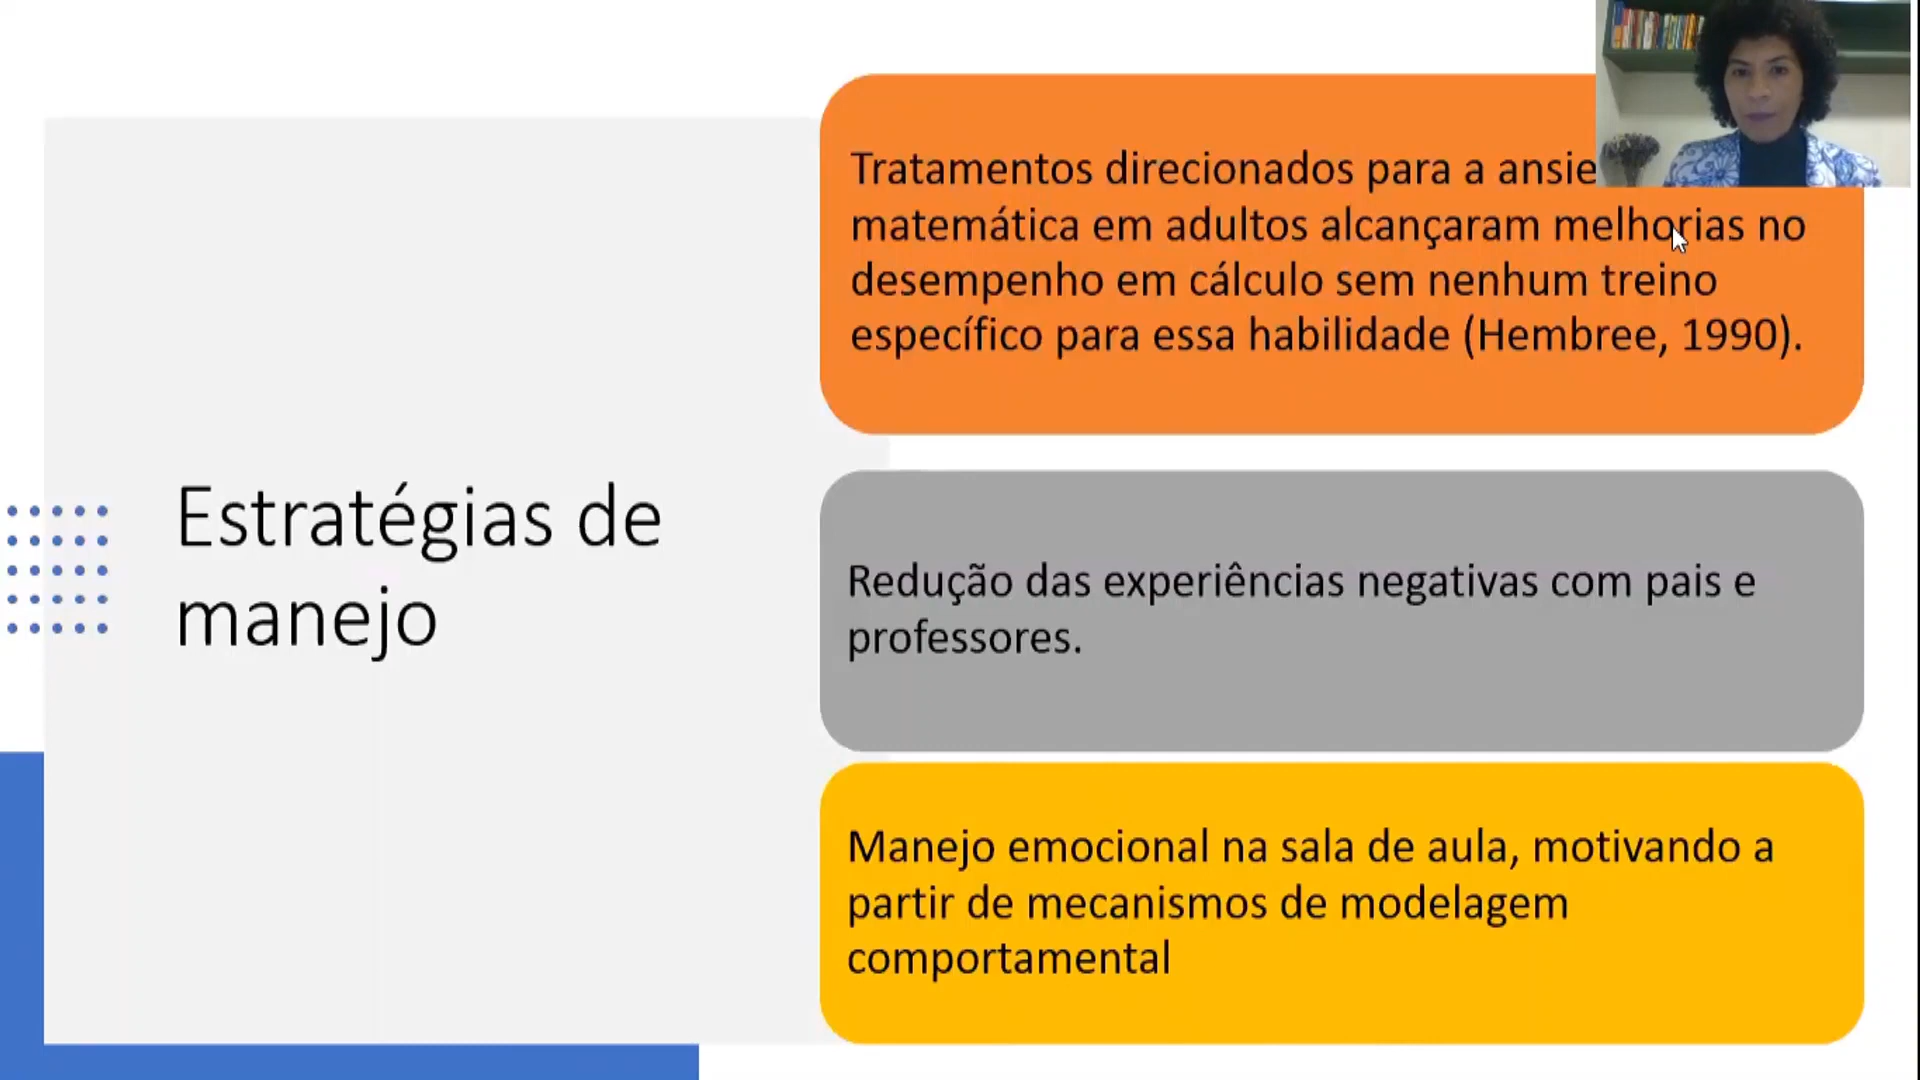 Estratégias de
manejo
Tratamentos direcionados para a
matemática em adultos alcançaram melhorias no
desempenho em cálculo sem nenhum treino
específico para essa habilidade (Hembree, 1990).
Redução das experiências negativas com pais e
professores.
Manejo emocional na sala de aula, motivando a
partir de mecanismos de modelagem
comportamental